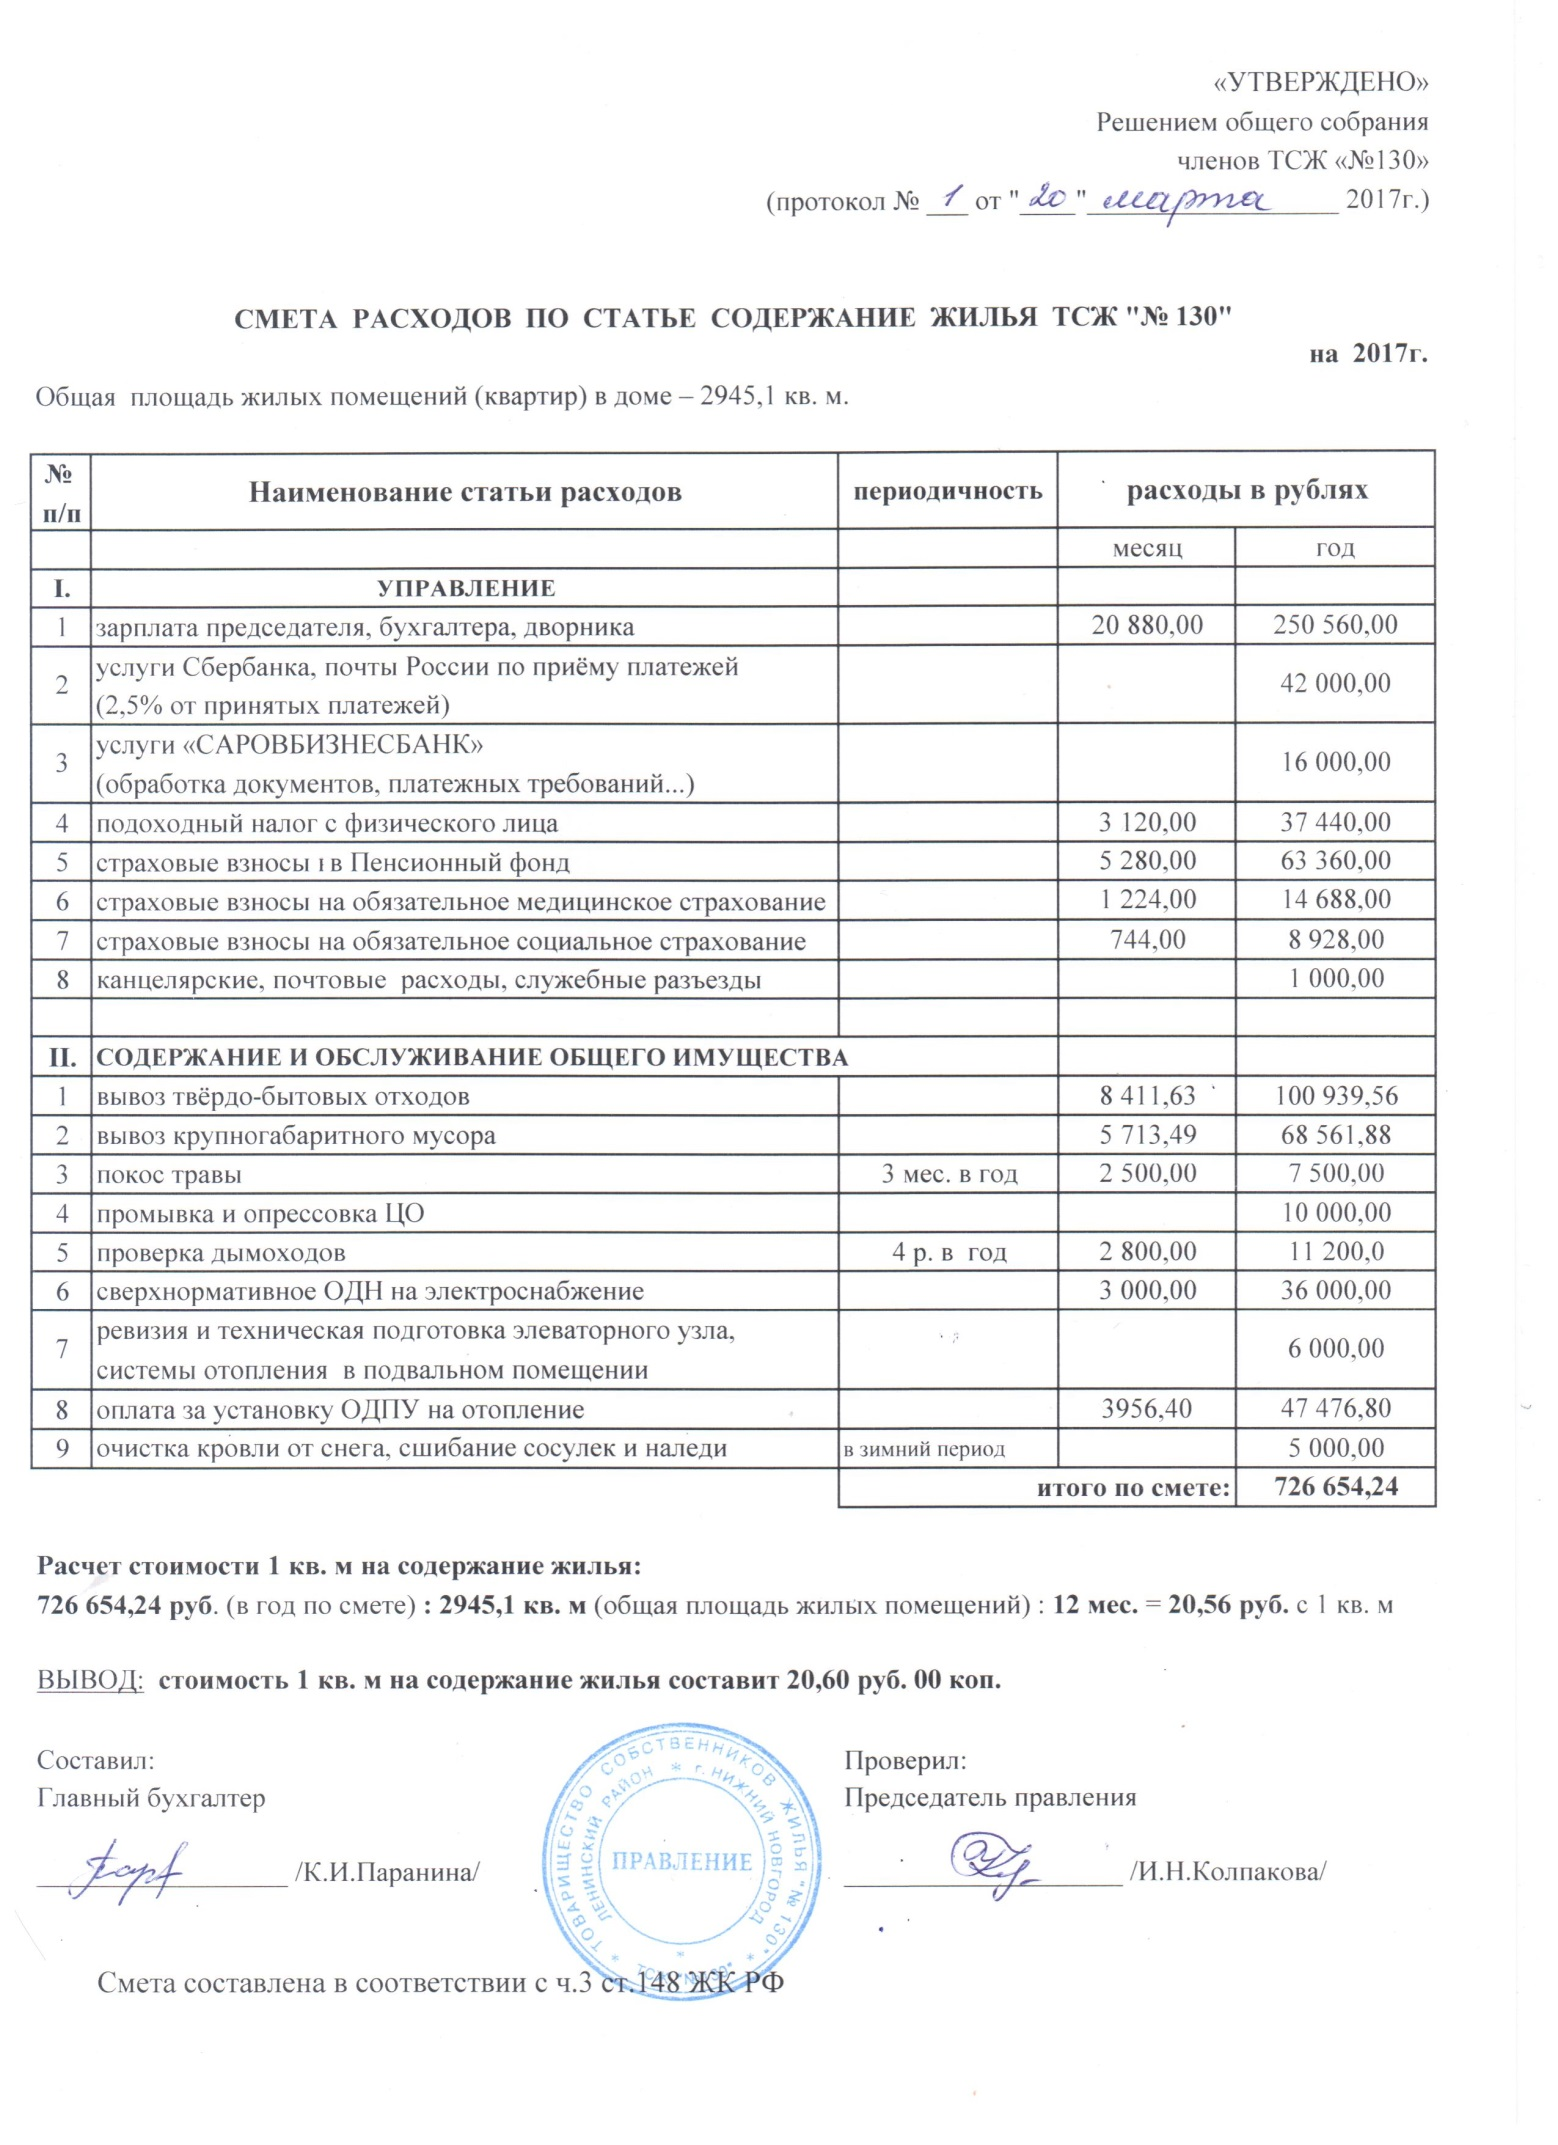 «УТВЕРЖДЕНО»
Решением общего собрания
членов ТСЖ «№130»
(протокол № 1 от "20" марта 2017г.)
СМЕТА РАСХОДОВ ПО СТАТЬЕ СОДЕРЖАНИЕ ЖИЛЬЯ ТСЖ "№ 130"
на 2017г.
Общая площадь жилых помещений (квартир) в доме – 2945,1 кв. м.
№ п/п Наименование статьи расходов периодичность расходы в рублях
месяц год
I. УПРАВЛЕНИЕ
1 зарплата председателя, бухгалтера, дворника 20 880,00 250 560,00
2 услуги Сбербанка, почты России по приёму платежей
(2,5% от принятых платежей) 42 000,00
3 услуги «САРОВБИЗНЕСБАНК»
(обработка документов, платежных требований...) 16 000,00
4 подоходный налог с физического лица 3 120,00 37 440,00
5 страховые взносы в Пенсионный фонд 5 280,00 63 360,00
6 страховые взносы на обязательное медицинское страхование 1 224,00 14 688,00
7 страховые взносы на обязательное социальное страхование 744,00 8 928,00
8 канцелярские, почтовые расходы, служебные разъезды 1 000,00
II. СОДЕРЖАНИЕ И ОБСЛУЖИВАНИЕ ОБЩЕГО ИМУЩЕСТВА
1 вывоз твёрдо-бытовых отходов 8 411,63 100 939,56
2 вывоз крупногабаритного мусора 5 713,49 68 561,88
3 покос травы 3 мес. в год 2 500,00 7 500,00
4 промывка и опрессовка ЦО 10 000,00
5 проверка дымоходов 4 р. в год 2 800,00 11 200,0
6 сверхнормативное ОДН на электроснабжение 3 000,00 36 000,00
7 ревизия и техническая подготовка элеваторного узла,
системы отопления в подвальном помещении 6 000,00
8 оплата за установку ОДПУ на отопление 3956,40 47 476,80
9 очистка кровли от снега, сшибание сосулек и наледи в зимний период 5 000,00
итого по смете: 726 654,24
Расчет стоимости 1 кв. м на содержание жилья:
726 654,24 руб. (в год по смете) : 2945,1 кв. м (общая площадь жилых помещений) : 12 мес. = 20,56 руб. с 1 кв. м
ВЫВОД: стоимость 1 кв. м на содержание жилья составит 20,60 руб. 00 коп.
Составил: Проверил:
Главный бухгалтер Председатель правления
/К.И.Паранина/ /И.Н.Колпакова/
* ТОВАРИЩЕСТВО СОБСТВЕННИКОВ ЖИЛЬЯ "№ 130" *
ЛЕНИНСКИЙ РАЙОН * г. НИЖНИЙ НОВГОРОД
ПРАВЛЕНИЕ
ТСЖ "№130"
Смета составлена в соответствии с ч.3 ст.148 ЖК РФ